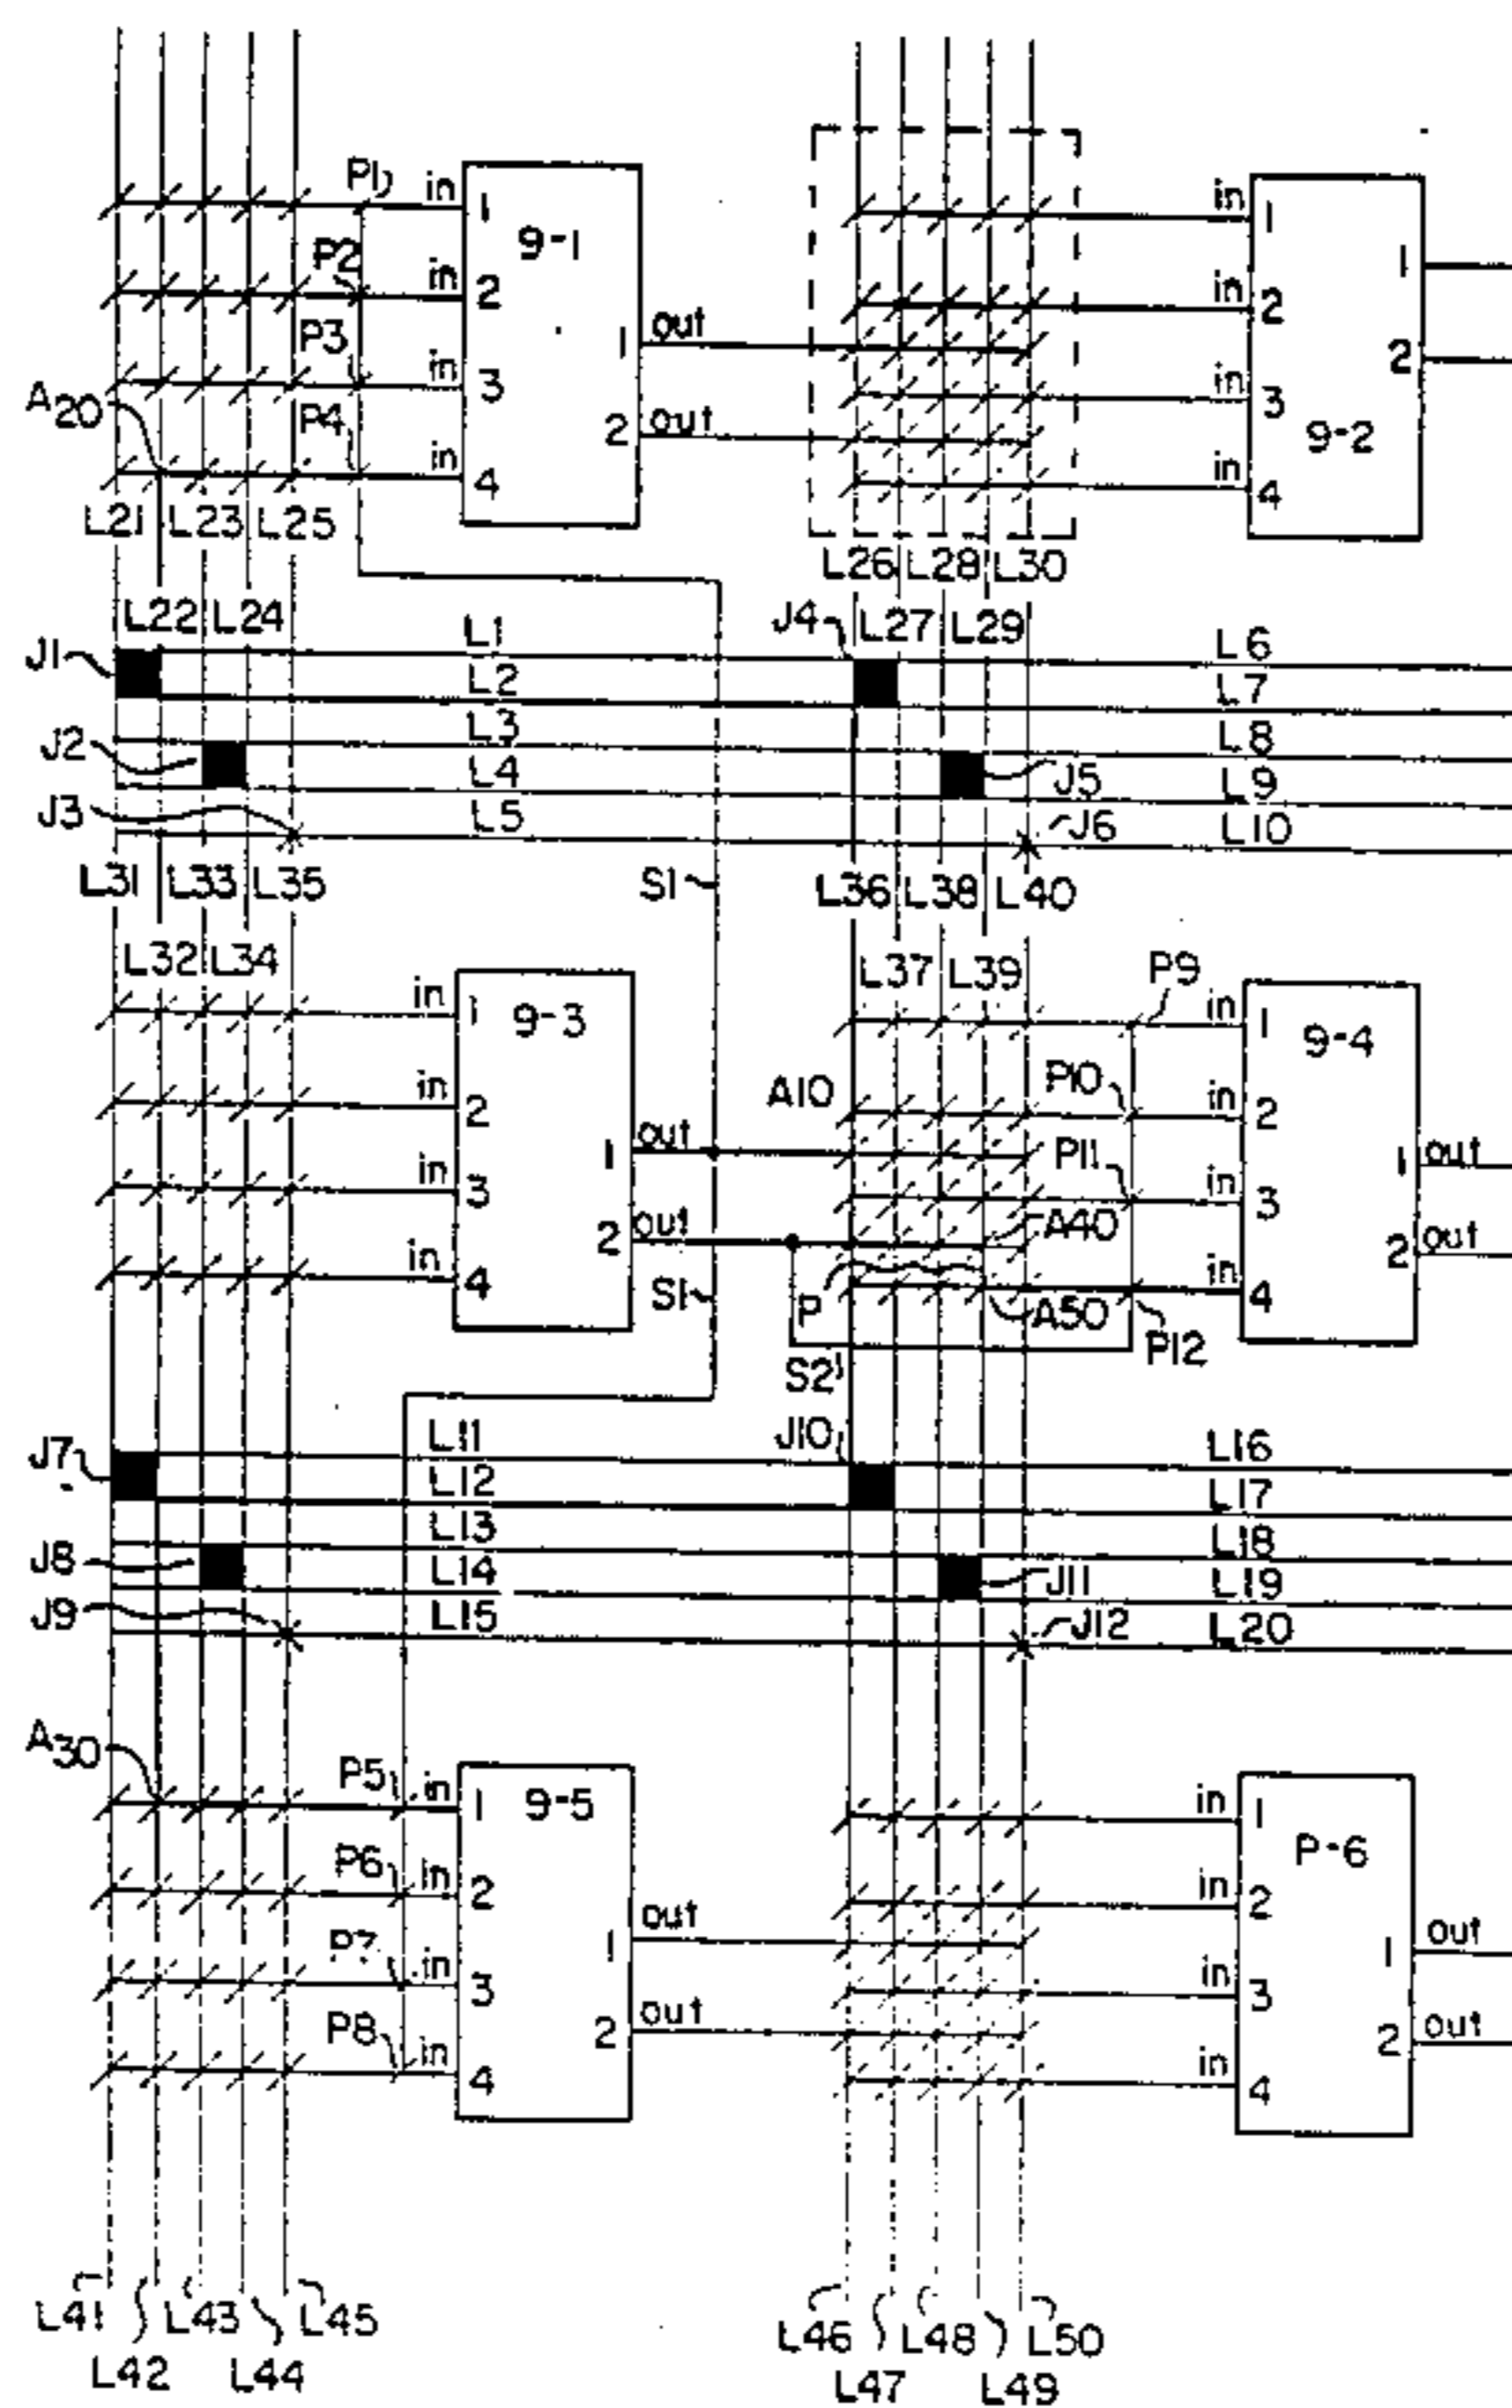 P1 in 1 9-1 in 1
P2 in 2 in 2 1
P3 1 out 2
in 3 in 3
A20 P4 2 out 9-2
in 4 in 4
L21 L23 L25 L26 L28 L30
L22 L24 L1 J4 L27 L29 L6
J1 L2 L7
J2 L3 L8
L4 J5 L9
J3 L5 J6 L10
L31 L33 L35 S1 L36 L38 L40
L32 L34 L37 L39 P9
in 1 9-3 in 1 9-4
in 2 A10 P10 in 2
1 out P11 1 out
in 3 in 3
2 out A40 2 out
in 4 S1 P A50 in 4
S2 P12
J7 L11 J10 L16
L12 L17
L13 L18
J8 L14 J11 L19
J9 L15 J12 L20
A30 P5 in 1 9-5 in 1 P-6
P6 in 2 in 2
1 out 1 out
P7 in 3 in 3
2 out 2 out
P8 in 4 in 4
L41 L43 L45 L46 L48 L50
L42 L44 L47 L49